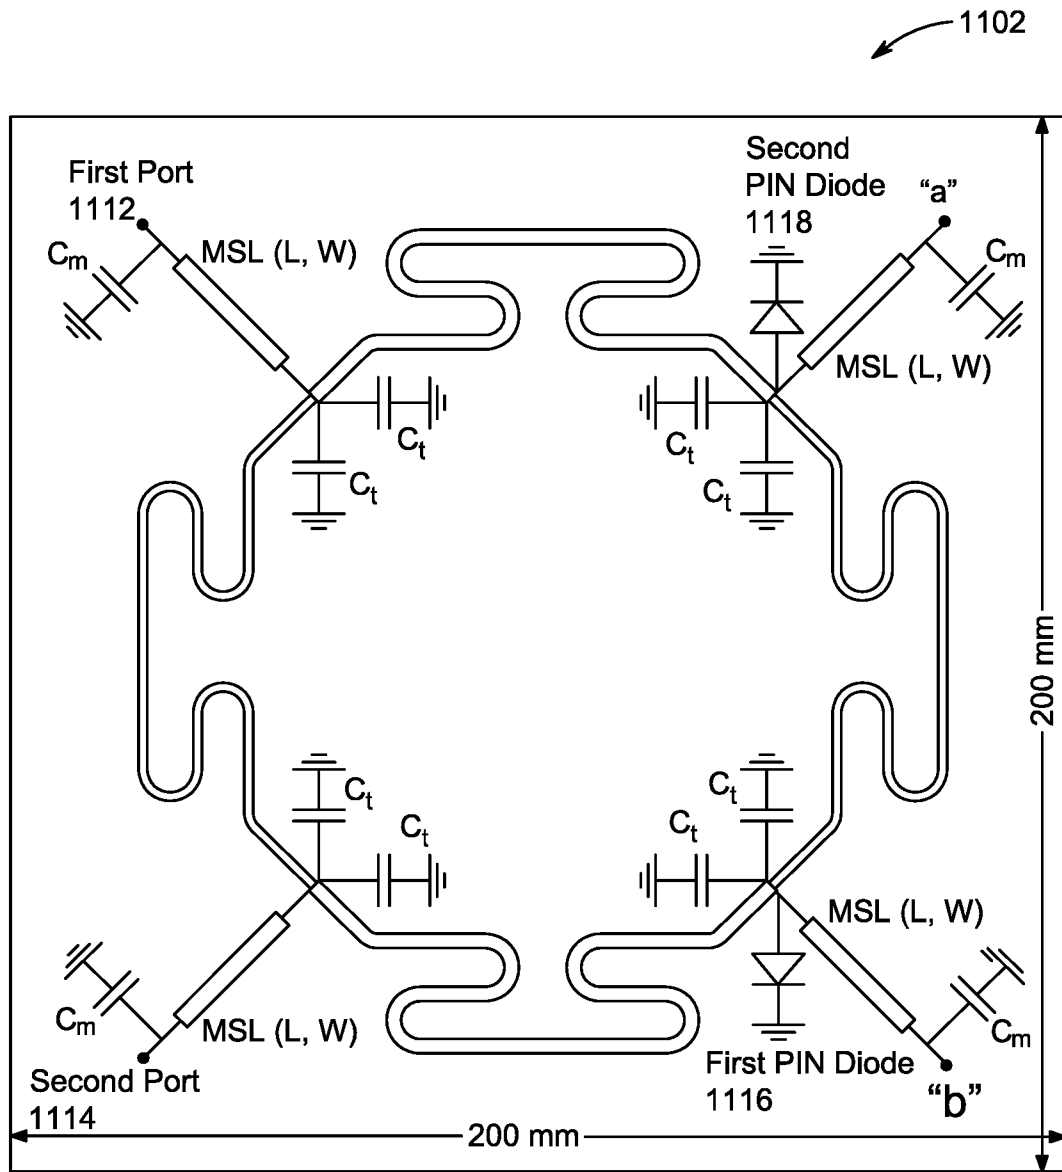 1102
First Port
1112
Cm
MSL (L, W)
Second
PIN Diode
1118
“a”
Cm
MSL (L, W)
Ct
Ct
Ct
Ct
200 mm
Ct
Ct
Ct
Ct
Cm
MSL (L, W)
Second Port
1114
MSL (L, W)
Cm
First PIN Diode
1116
“b”
200 mm